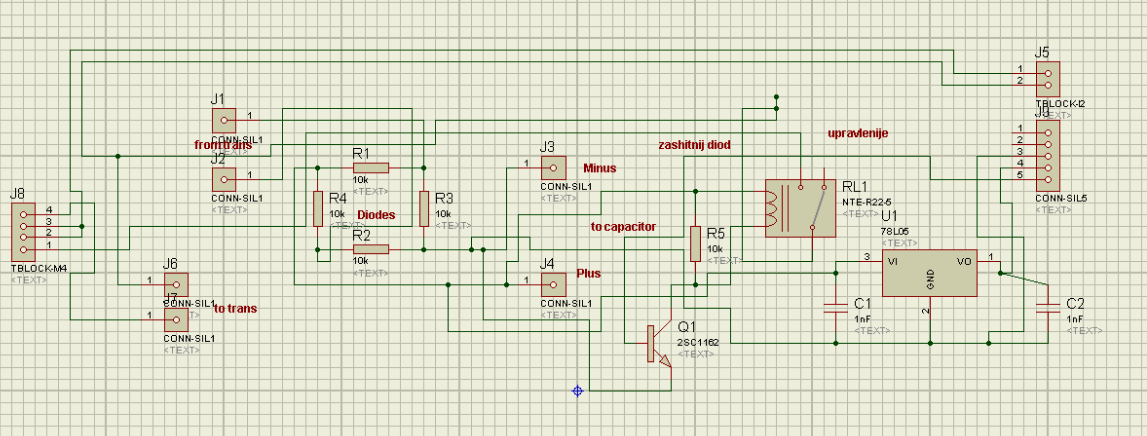 J5
1
2
TBLOCK-I2
<TEXT>
J9
1
2
3
4
5
CONN-SIL5
<TEXT>
J1
1
CONN-SIL1
<TEXT>
from trans
J2
1
CONN-SIL1
<TEXT>
R1
10k
<TEXT>
J3
1
CONN-SIL1
<TEXT>
Minus
zashitnij diod
upravlenije
J8
4
3
2
1
TBLOCK-M4
<TEXT>
R4
10k
<TEXT>
Diodes
R3
10k
<TEXT>
R2
10k
<TEXT>
to capacitor
R5
10k
<TEXT>
RL1
NTE-R22-5
<TEXT>
U1
78L05
<TEXT>
3
VI
VO
1
GND
2
J6
1
CONN-SIL1
<TEXT>
J7
1
CONN-SIL1
<TEXT>
to trans
J4
1
CONN-SIL1
<TEXT>
Plus
C1
1nF
<TEXT>
C2
1nF
<TEXT>
Q1
2SC1162
<TEXT>